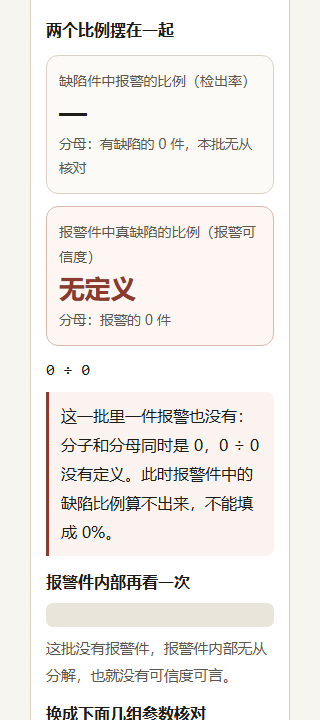 两个比例摆在一起
缺陷件中报警的比例（检出率）
—
分母：有缺陷的 0 件，本批无从
核对
报警件中真缺陷的比例（报警可
信度）
无定义
分母：报警的 0 件
0 ÷ 0
这一批里一件报警也没有：
分子和分母同时是 0，0 ÷ 0
没有定义。此时报警件中的
缺陷比例算不出来，不能填
成 0%。
报警件内部再看一次
这批没有报警件，报警件内部无从
分解，也就没有可信度可言。
换成下面几组参数核对